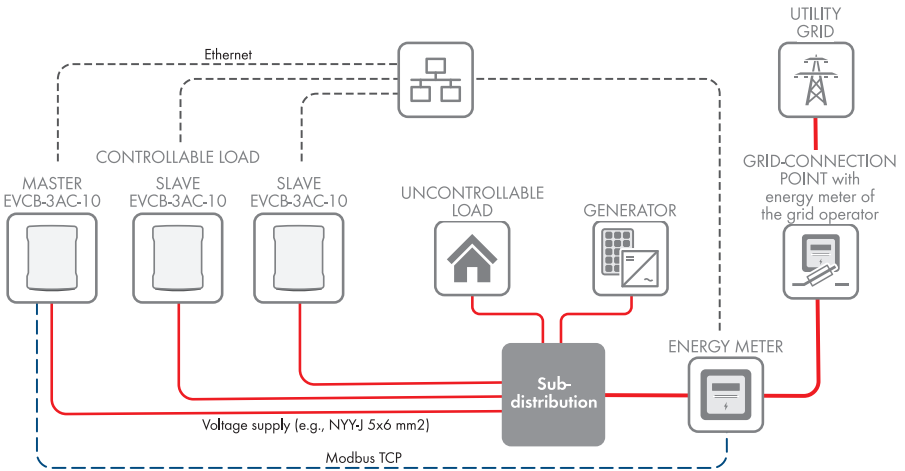 UTILITY
GRID
Ethernet
CONTROLLABLE LOAD
MASTER
EVCB-3AC-10
SLAVE
EVCB-3AC-10
SLAVE
EVCB-3AC-10
UNCONTROLLABLE
LOAD
GENERATOR
GRID-CONNECTION
POINT with
energy meter of
the grid operator
ENERGY METER
Sub-
distribution
Voltage supply (e.g., NYY-J 5x6 mm2)
Modbus TCP